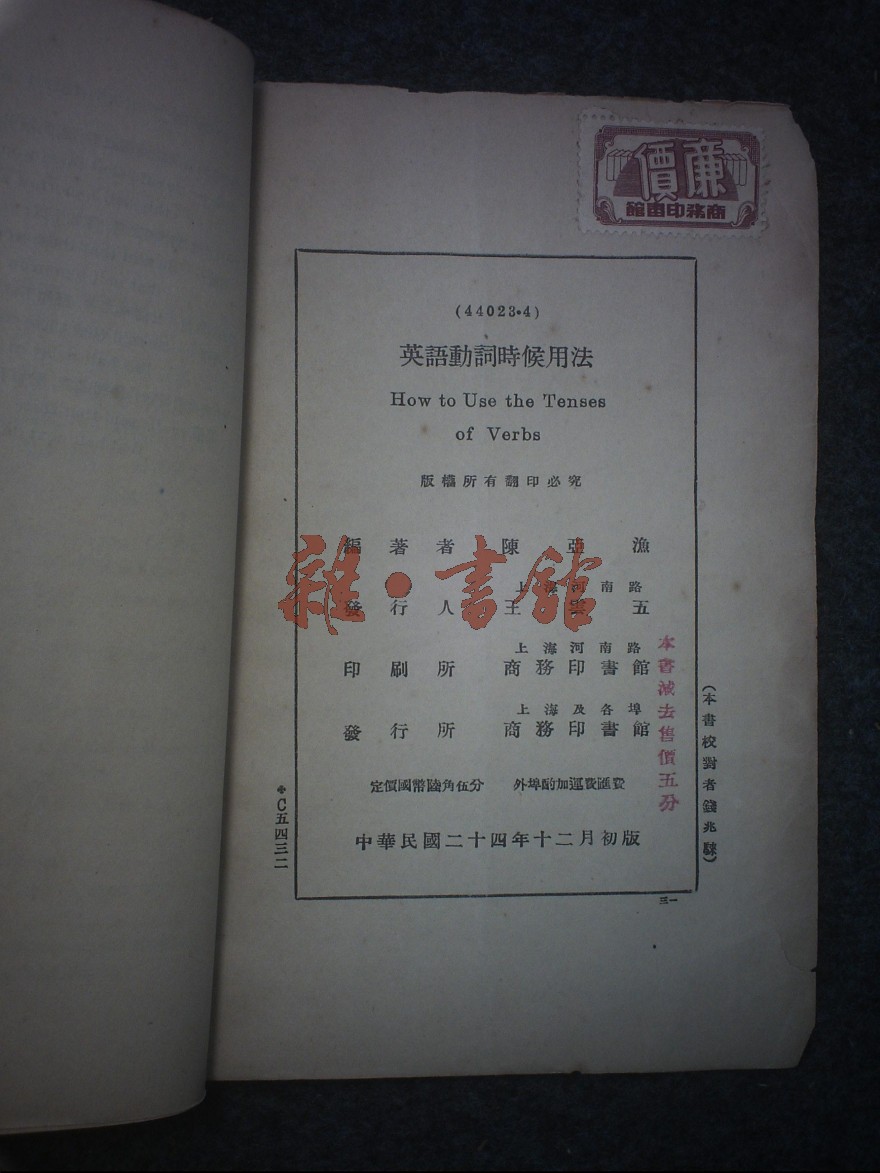 廉價
商務印書館
(44023•4)
英語動詞時候用法
How to Use the Tenses
of Verbs
版權所有翻印必究
編著者 陳亞漁
上海河南路
發行人 王雲五
上海河南路
印刷所 商務印書館
上海及各埠
發行所 商務印書館
定價國幣陸角伍分 外埠酌加運費匯費
中華民國二十四年十二月初版
本書減去售價五分
(本書校對者錢兆騤)
*C五四三二
三一
雜•書館